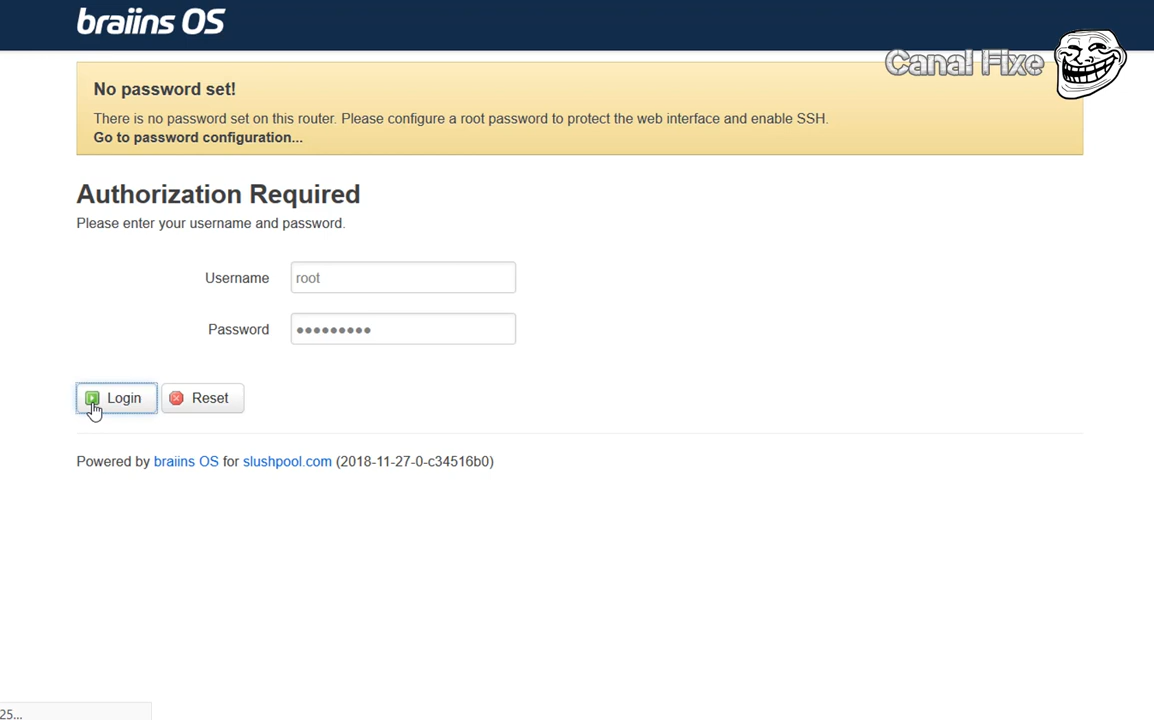 braiins OS
Canal Fixe
No password set!
There is no password set on this router. Please configure a root password to protect the web interface and enable SSH.
Go to password configuration...
Authorization Required
Please enter your username and password.
Username
root
Password
●●●●●●●●●
Login
Reset
Powered by braiins OS for slushpool.com (2018-11-27-0-c34516b0)
25...